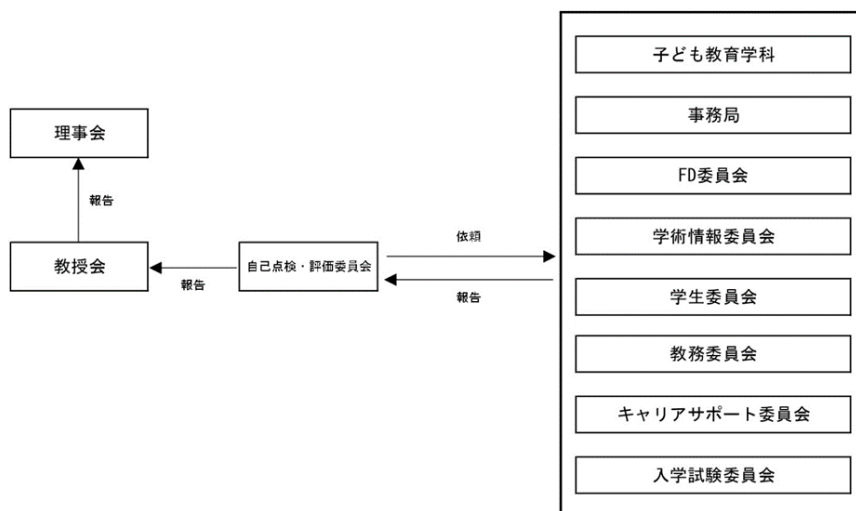 理事会
報告
教授会
報告
自己点検・評価委員会
依頼
報告
子ども教育学科
事務局
FD委員会
学術情報委員会
学生委員会
教務委員会
キャリアサポート委員会
入学試験委員会